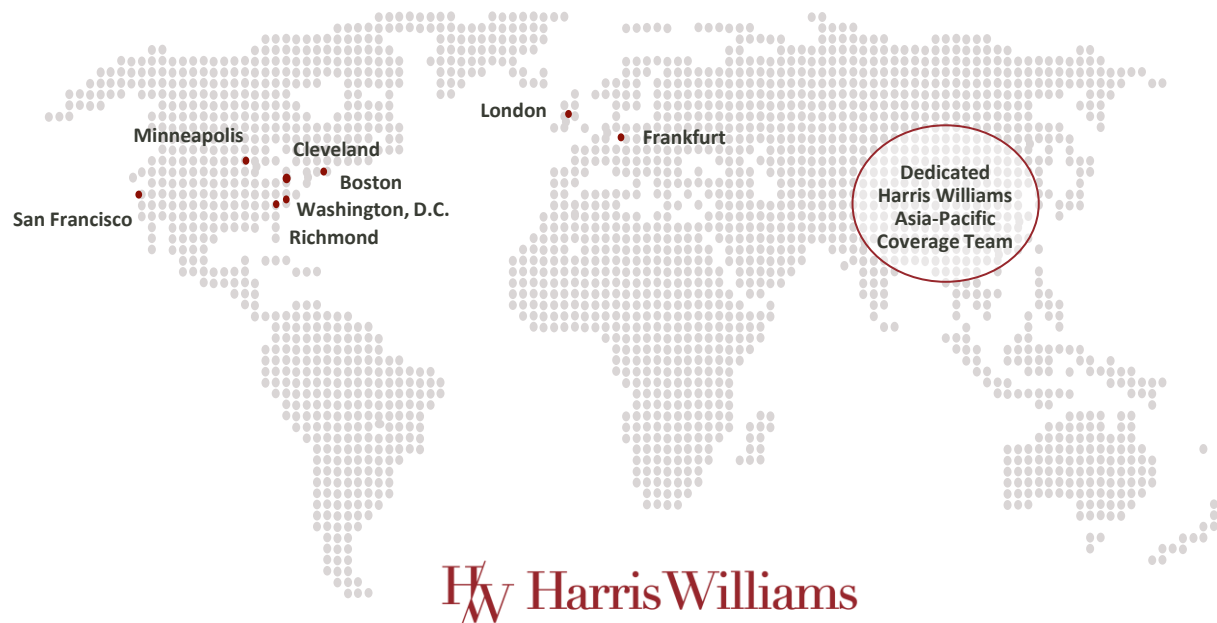 London
Minneapolis
Frankfurt
Cleveland
Boston
San Francisco
Washington, D.C.
Richmond
Dedicated
Harris Williams
Asia-Pacific
Coverage Team
HW Harris Williams